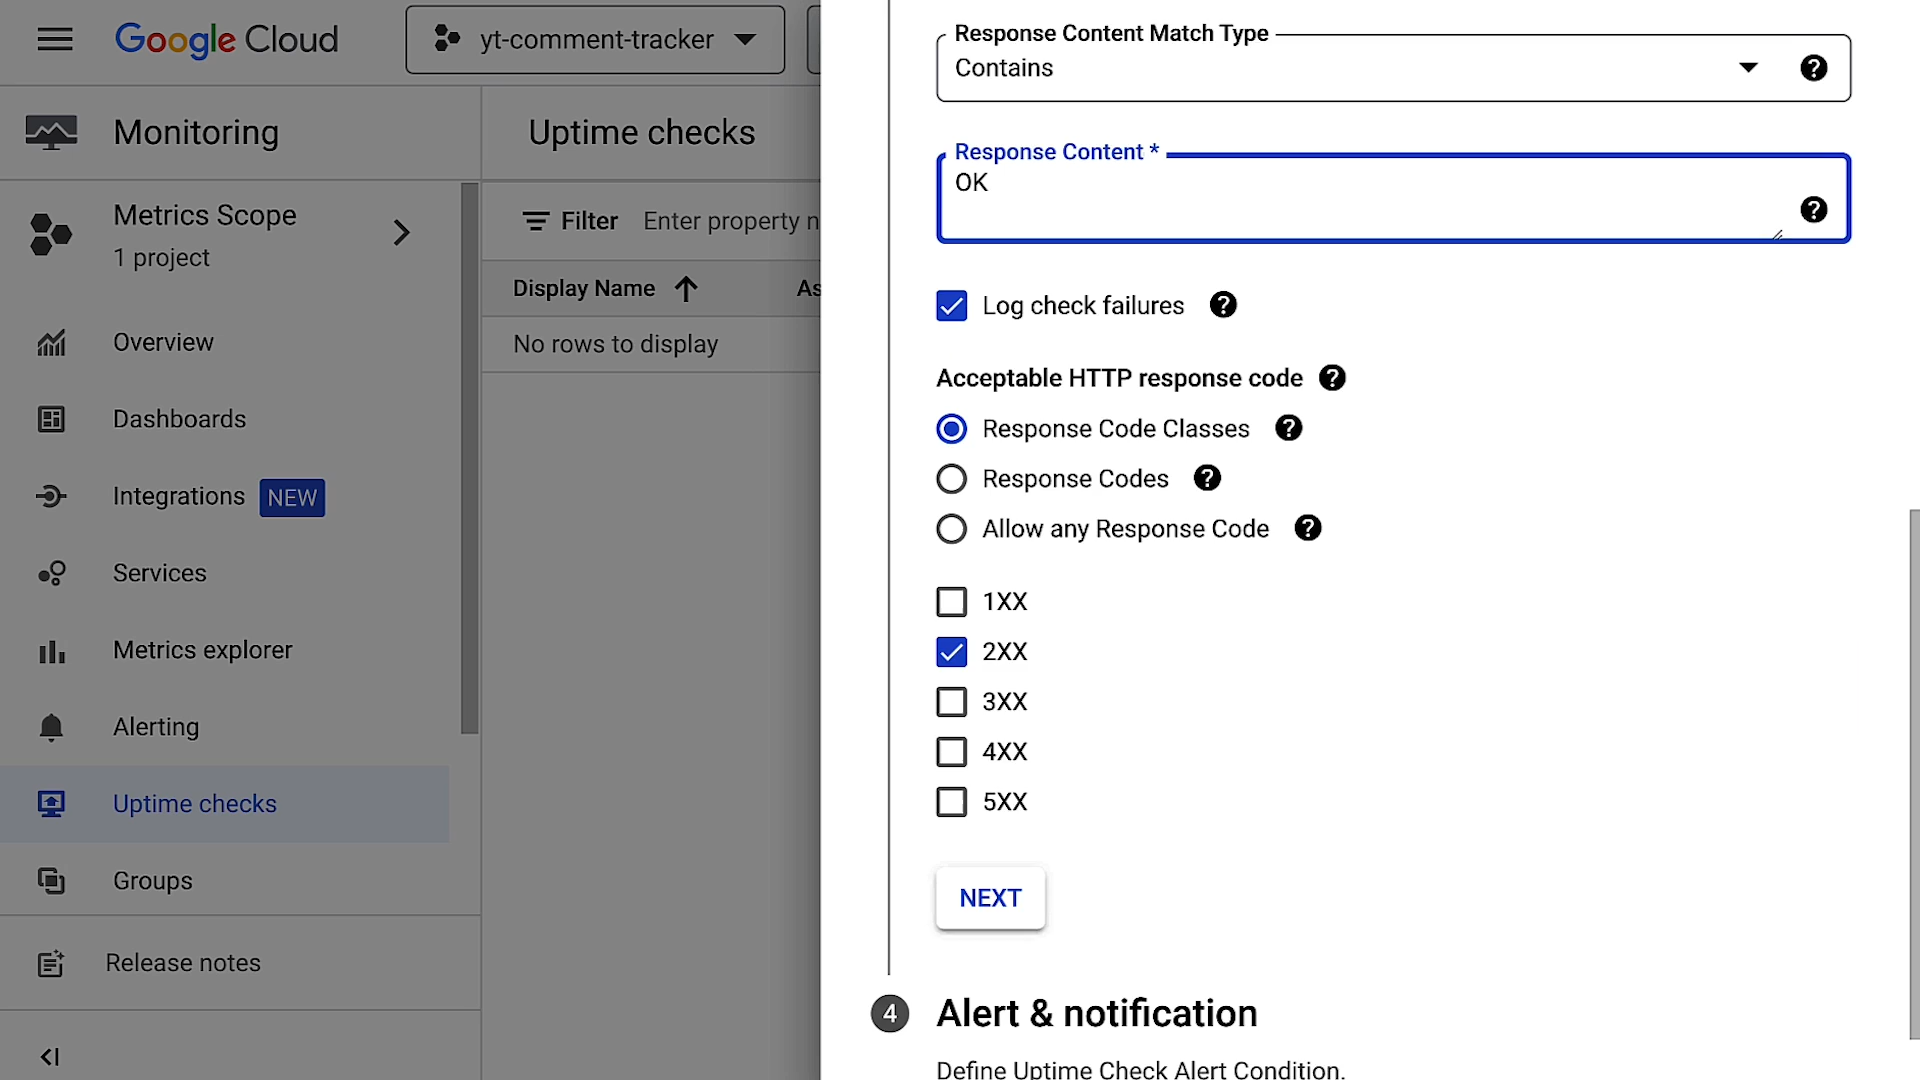 Google Cloud
yt-comment-tracker
Monitoring
Uptime checks
Metrics Scope
1 project
Overview
Dashboards
Integrations NEW
Services
Metrics explorer
Alerting
Uptime checks
Groups
Release notes
Filter Enter property n
Display Name As
No rows to display
Response Content Match Type
Contains
Response Content *
OK
Log check failures
Acceptable HTTP response code
Response Code Classes
Response Codes
Allow any Response Code
1XX
2XX
3XX
4XX
5XX
NEXT
4 Alert & notification
Define Uptime Check Alert Condition.